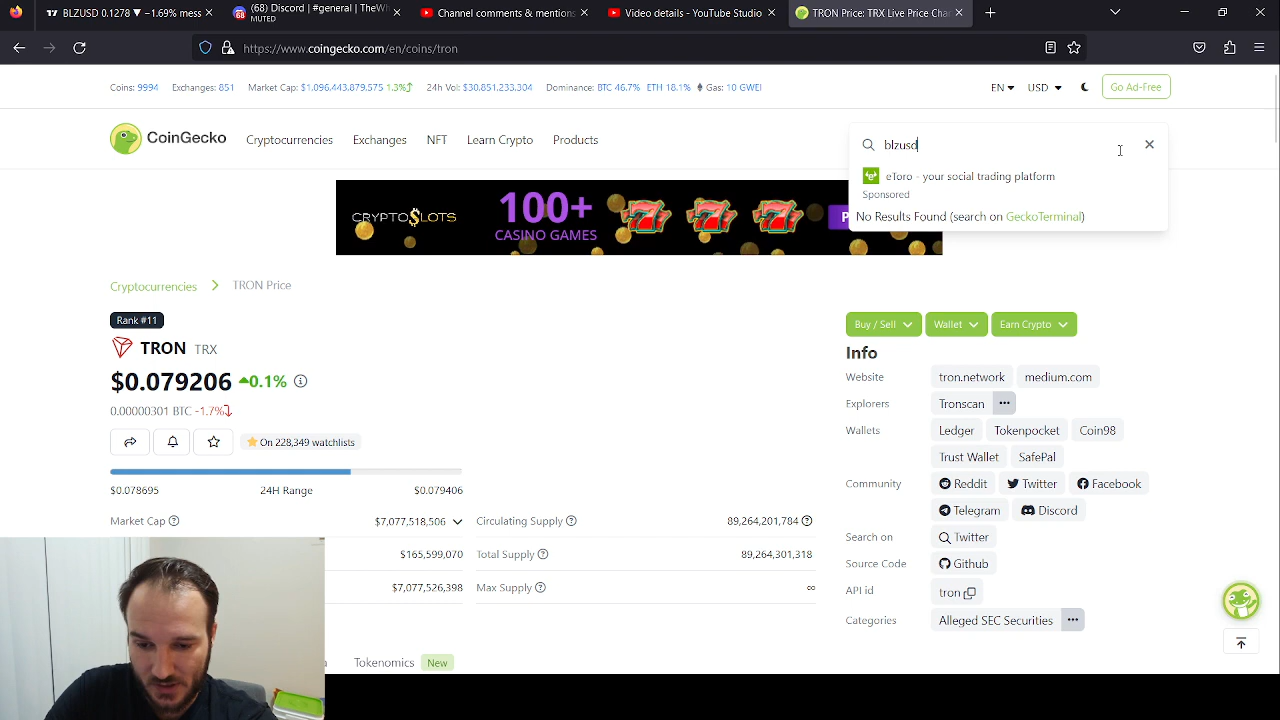 BLZUSD 0.1278 ▼ −1.69% mess
(68) Discord | #general | TheWh
MUTED
Channel comments & mentions
Video details - YouTube Studio
TRON Price: TRX Live Price Char
https://www.coingecko.com/en/coins/tron
Coins: 9994 Exchanges: 851 Market Cap: $1,096,443,879,575 1.3% 24h Vol: $30,851,233,304 Dominance: BTC 46.7% ETH 18.1% Gas: 10 GWEI
EN USD Go Ad-Free
CoinGecko Cryptocurrencies Exchanges NFT Learn Crypto Products
blzusd
eToro - your social trading platform
Sponsored
No Results Found (search on GeckoTerminal)
CRYPTO$LOTS 100+ CASINO GAMES
Cryptocurrencies > TRON Price
Rank #11
TRON TRX
$0.079206 0.1%
0.00000301 BTC -1.7%
On 228,349 watchlists
$0.078695 24H Range $0.079406
Market Cap $7,077,518,506
$165,599,070
$7,077,526,398
Circulating Supply 89,264,201,784
Total Supply 89,264,301,318
Max Supply ∞
Tokenomics New
Buy / Sell Wallet Earn Crypto
Info
Website tron.network medium.com
Explorers Tronscan
Wallets Ledger Tokenpocket Coin98
Trust Wallet SafePal
Community Reddit Twitter Facebook
Telegram Discord
Search on Twitter
Source Code Github
API id tron
Categories Alleged SEC Securities